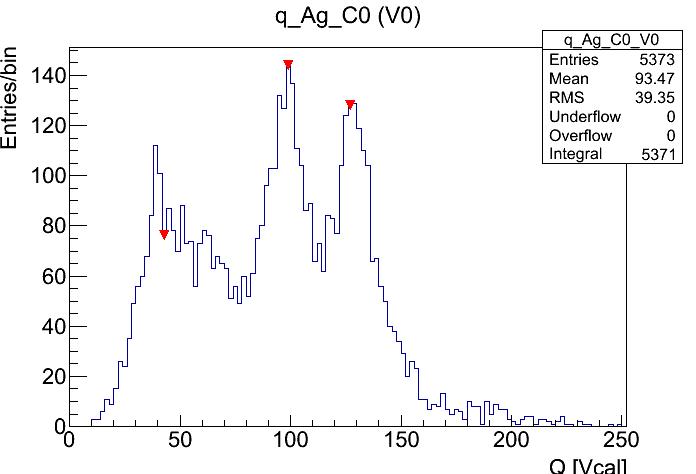 q_Ag_C0 (V0)
q_Ag_C0_V0
Entries 5373
Mean 93.47
RMS 39.35
Underflow 0
Overflow 0
Integral 5371
Entries/bin
140
120
100
80
60
40
20
0
0 50 100 150 200 250
Q [Vcal]